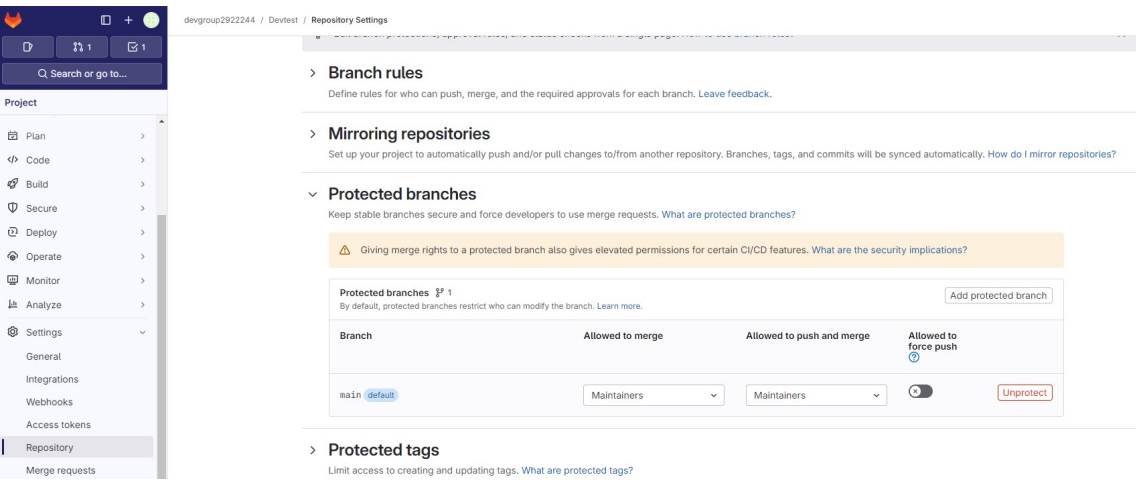 devgroup2922244 / Devtest / Repository Settings
1
1
Search or go to...
Project
Plan
Code
Build
Secure
Deploy
Operate
Monitor
Analyze
Settings
General
Integrations
Webhooks
Access tokens
Repository
Merge requests
Branch rules
Define rules for who can push, merge, and the required approvals for each branch. Leave feedback.
Mirroring repositories
Set up your project to automatically push and/or pull changes to/from another repository. Branches, tags, and commits will be synced automatically. How do I mirror repositories?
Protected branches
Keep stable branches secure and force developers to use merge requests. What are protected branches?
Giving merge rights to a protected branch also gives elevated permissions for certain CI/CD features. What are the security implications?
Protected branches 1
By default, protected branches restrict who can modify the branch. Learn more.
Add protected branch
Branch Allowed to merge Allowed to push and merge Allowed to
force push
main default Maintainers Maintainers Unprotect
Protected tags
Limit access to creating and updating tags. What are protected tags?